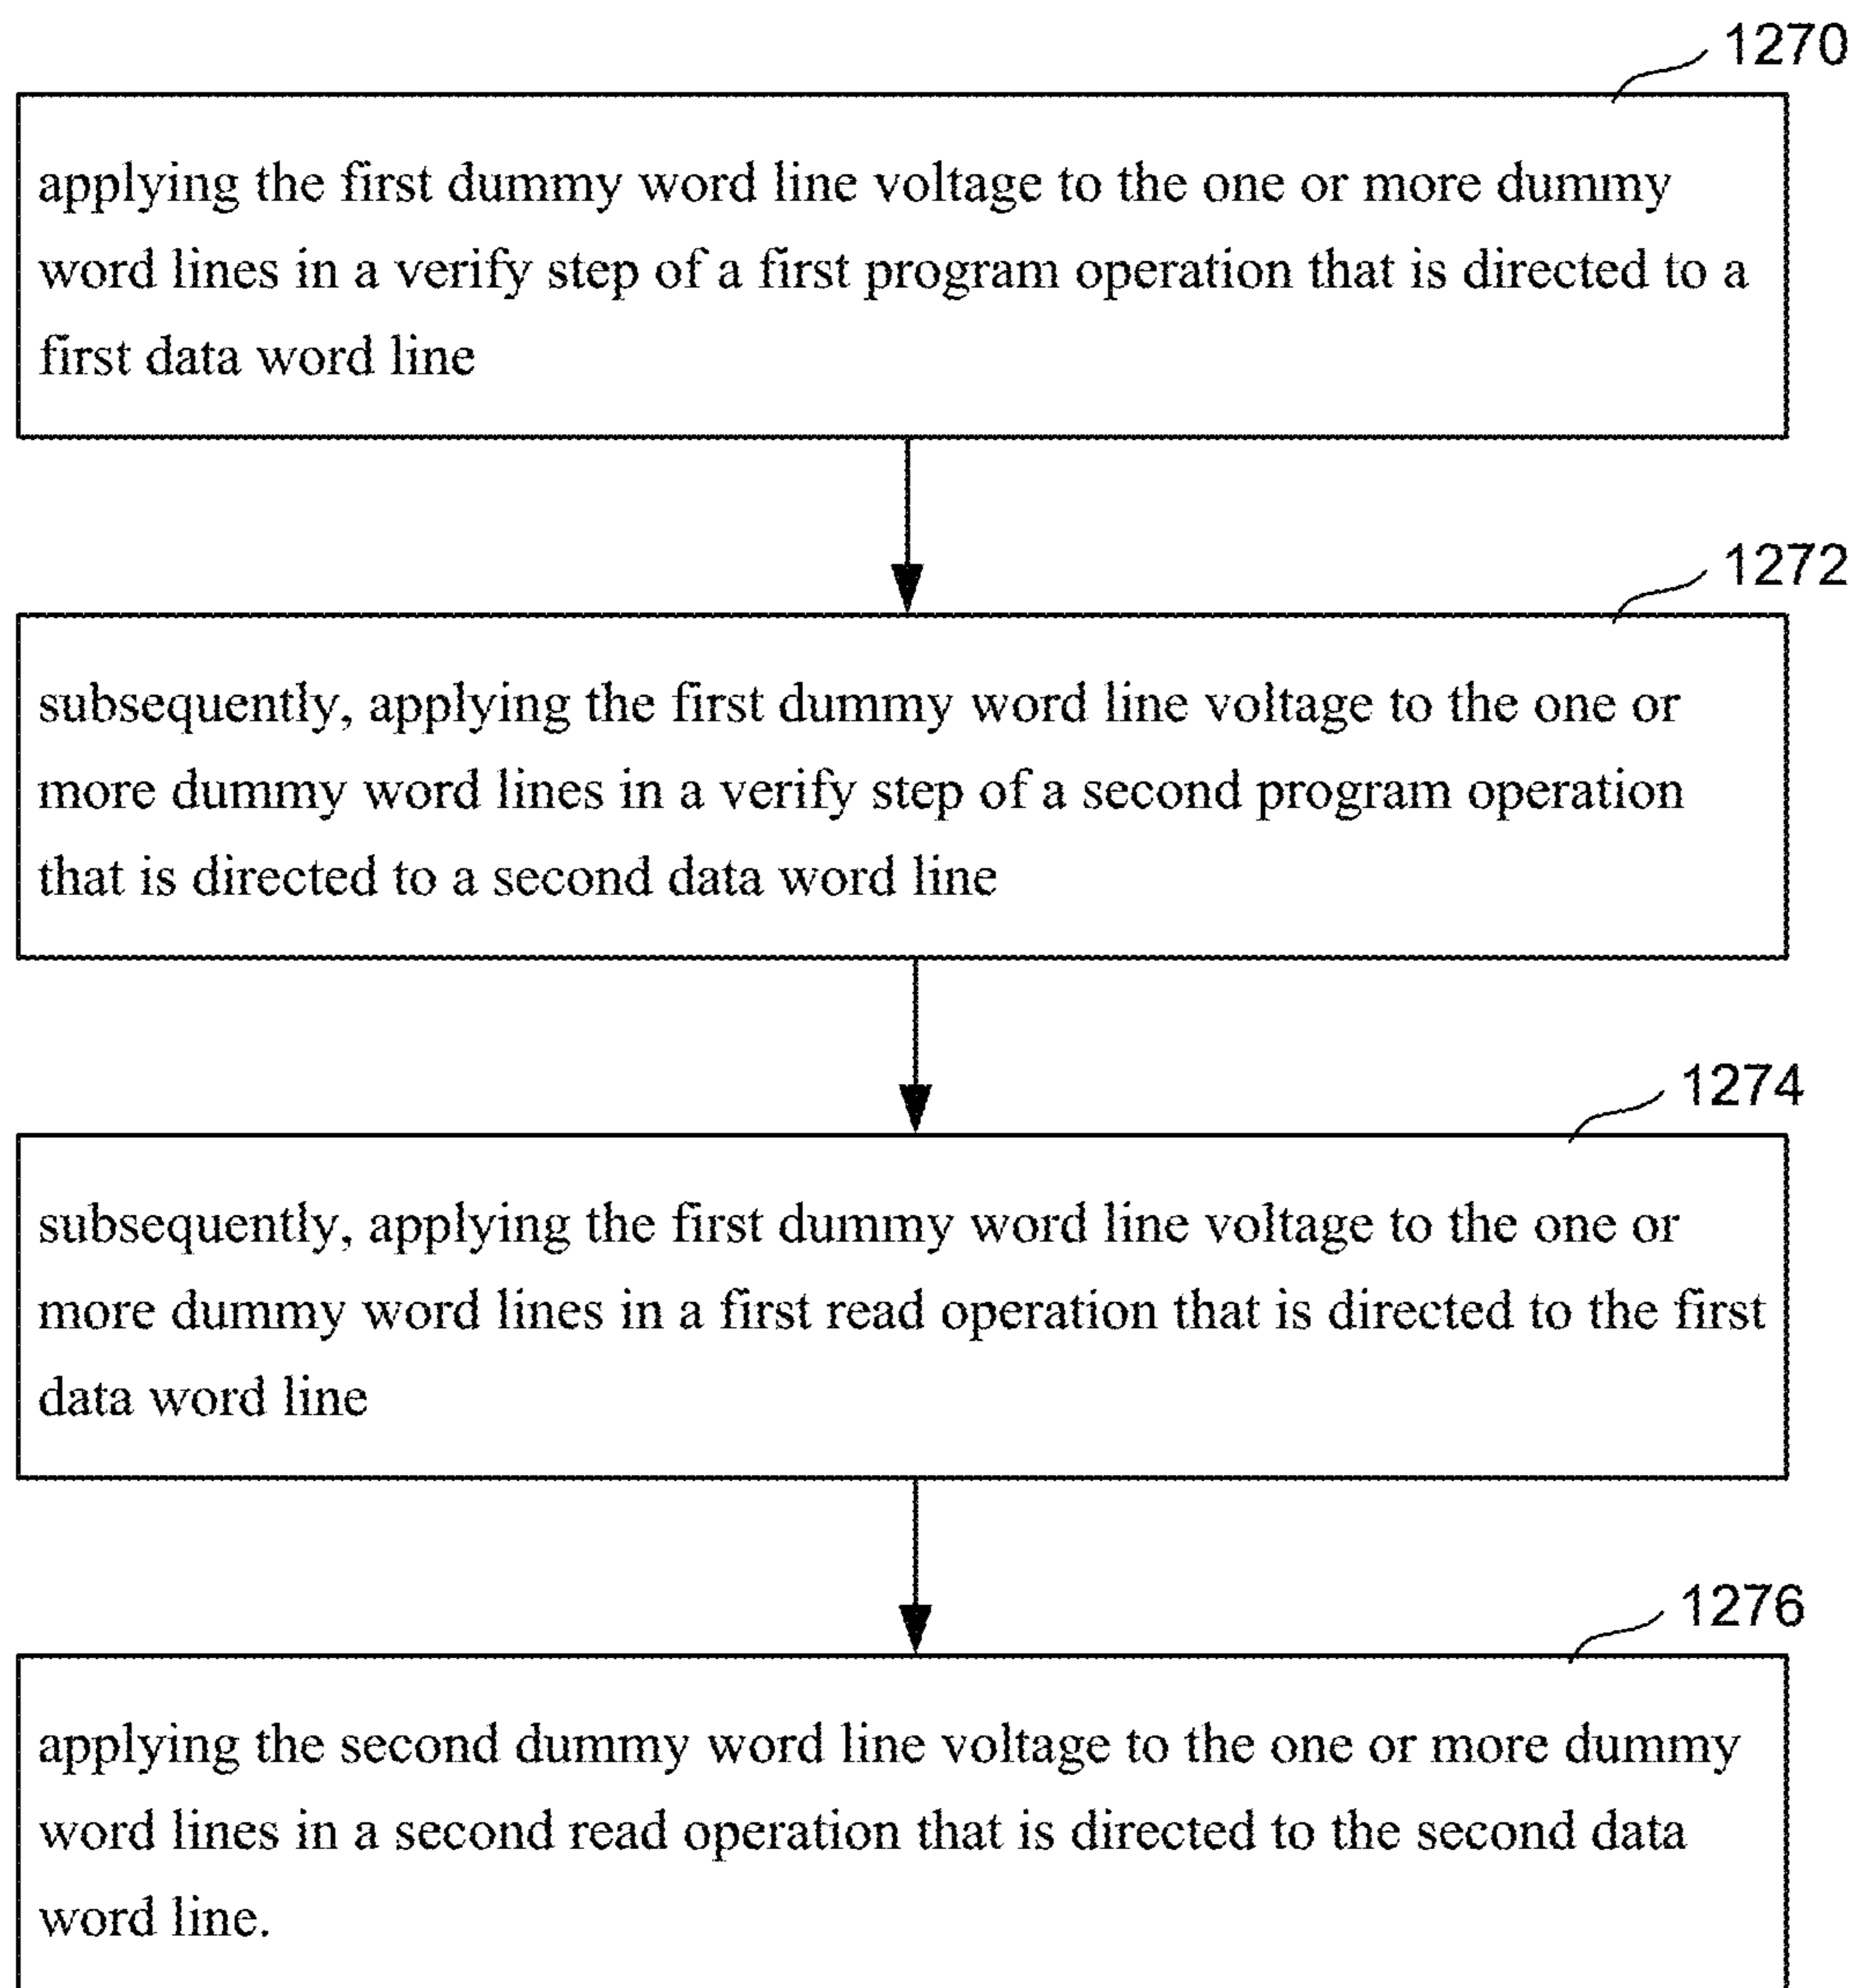 1270
applying the first dummy word line voltage to the one or more dummy
word lines in a verify step of a first program operation that is directed to a
first data word line
1272
subsequently, applying the first dummy word line voltage to the one or
more dummy word lines in a verify step of a second program operation
that is directed to a second data word line
1274
subsequently, applying the first dummy word line voltage to the one or
more dummy word lines in a first read operation that is directed to the first
data word line
1276
applying the second dummy word line voltage to the one or more dummy
word lines in a second read operation that is directed to the second data
word line.